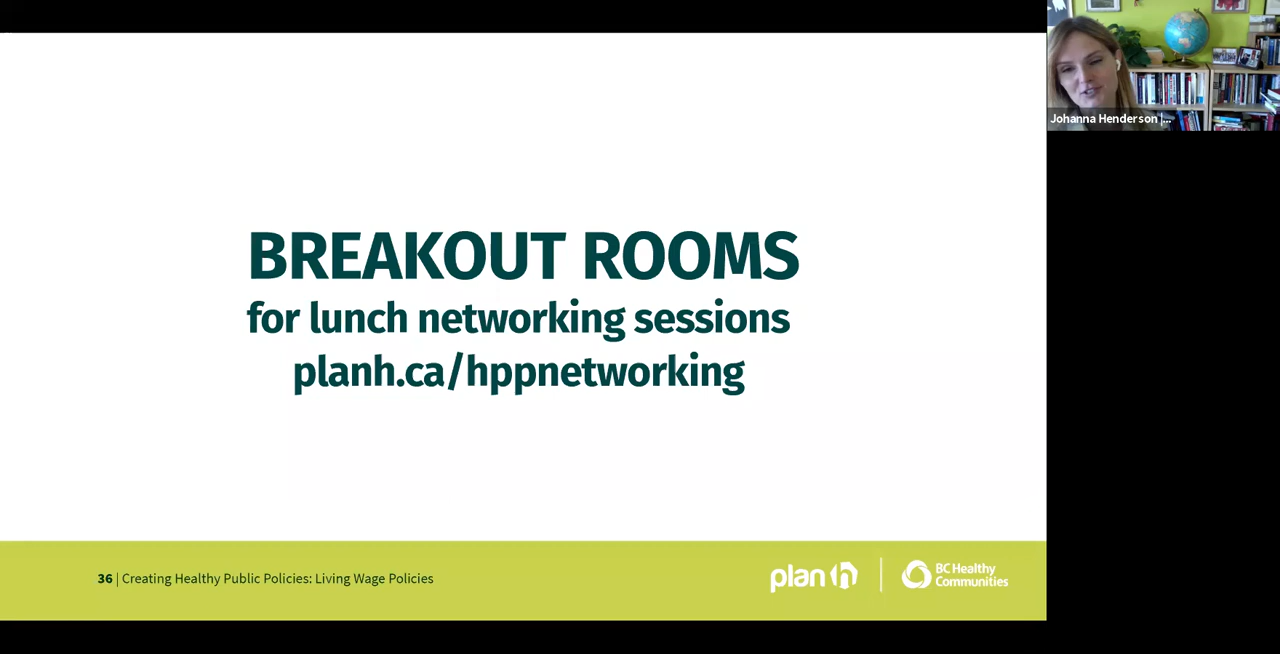 BREAKOUT ROOMS
for lunch networking sessions
planh.ca/hppnetworking
36 | Creating Healthy Public Policies: Living Wage Policies
plan h
BC Healthy
Communities
Johanna Henderson |...